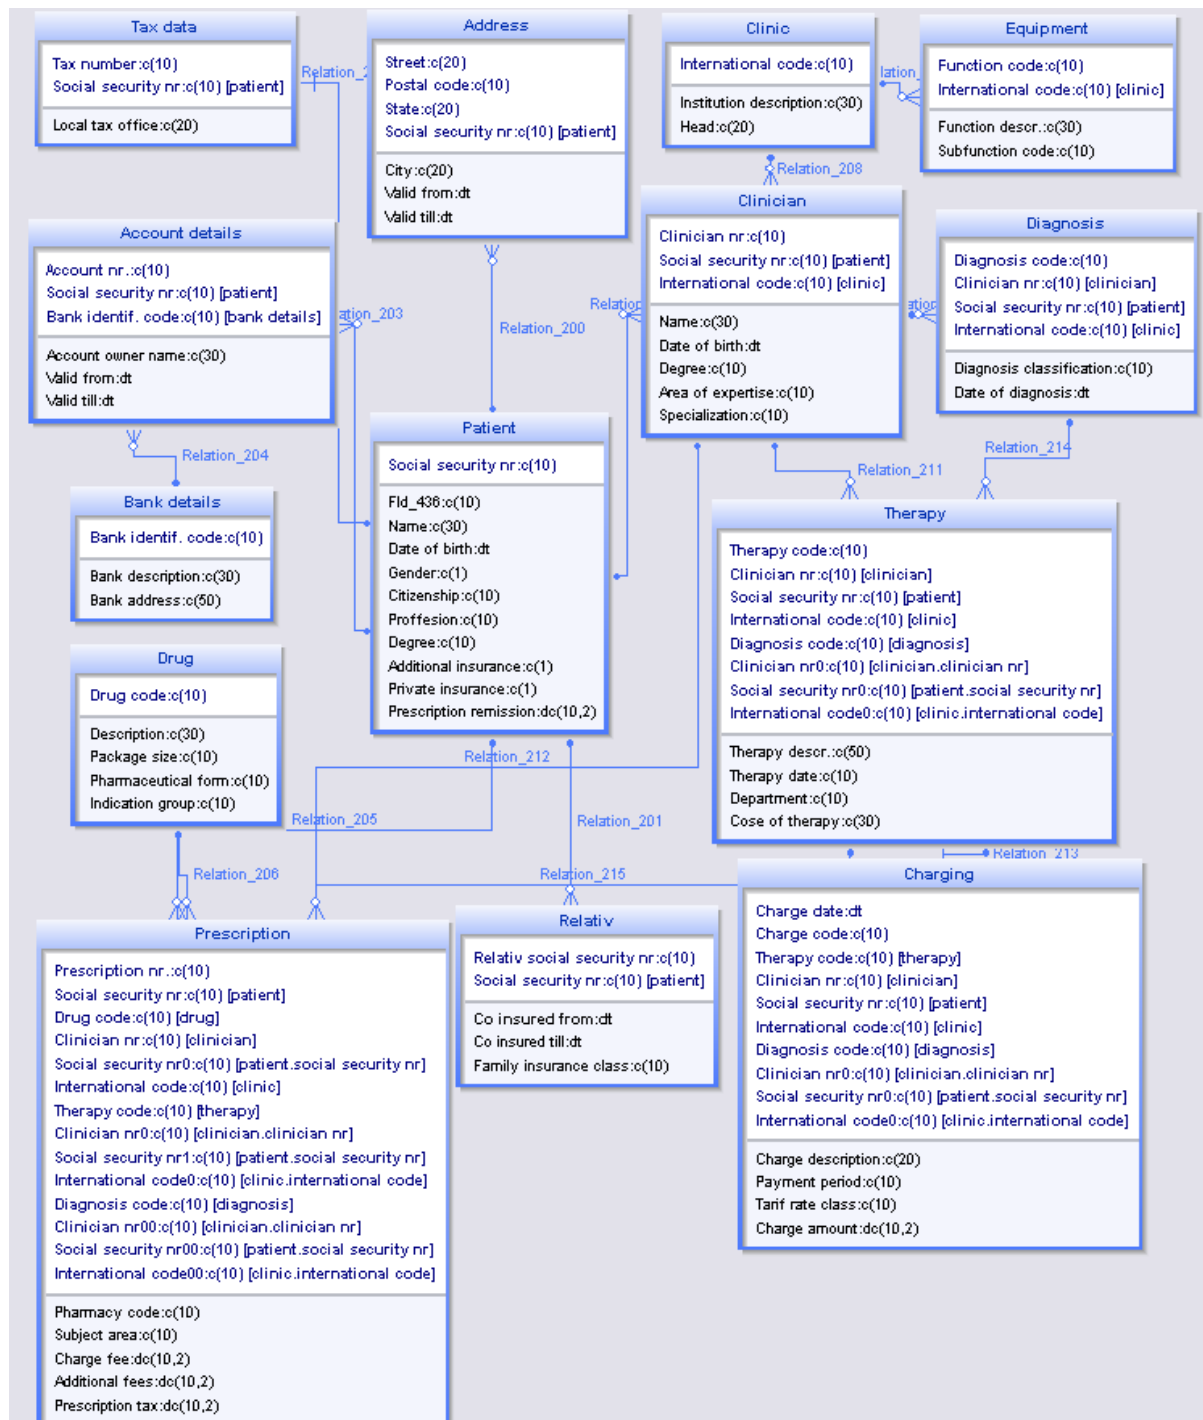 Tax data
Tax number:c(10)
Social security nr:c(10) [patient]
Local tax office:c(20)
Relation_2
Address
Street:c(20)
Postal code:c(10)
State:c(20)
Social security nr:c(10) [patient]
City:c(20)
Valid from:dt
Valid till:dt
Clinic
International code:c(10)
Institution description:c(30)
Head:c(20)
Equipment
Function code:c(10)
International code:c(10) [clinic]
Function descr.:c(30)
Subfunction code:c(10)
Relation_208
Account details
Account nr.:c(10)
Social security nr:c(10) [patient]
Bank identif. code:c(10) [bank details]
Account owner name:c(30)
Valid from:dt
Valid till:dt
Relation_200
Clinician
Clinician nr:c(10)
Social security nr:c(10) [patient]
International code:c(10) [clinic]
Name:c(30)
Date of birth:dt
Degree:c(10)
Area of expertise:c(10)
Specialization:c(10)
Diagnosis
Diagnosis code:c(10)
Clinician nr:c(10) [clinician]
Social security nr:c(10) [patient]
International code:c(10) [clinic]
Diagnosis classification:c(10)
Date of diagnosis:dt
Relation_204
Relation_211
Relation_214
Bank details
Bank identif. code:c(10)
Bank description:c(30)
Bank address:c(50)
Patient
Social security nr:c(10)
Fld_436:c(10)
Name:c(30)
Date of birth:dt
Gender:c(1)
Citizenship:c(10)
Proffesion:c(10)
Degree:c(10)
Additional insurance:c(1)
Private insurance:c(1)
Prescription remission:dc(10,2)
Therapy
Therapy code:c(10)
Clinician nr:c(10) [clinician]
Social security nr:c(10) [patient]
International code:c(10) [clinic]
Diagnosis code:c(10) [diagnosis]
Clinician nr0:c(10) [clinician.clinician nr]
Social security nr0:c(10) [patient.social security nr]
International code0:c(10) [clinic.international code]
Therapy descr.:c(50)
Therapy date:c(10)
Department:c(10)
Cose of therapy:c(30)
Drug
Drug code:c(10)
Description:c(30)
Package size:c(10)
Pharmaceutical form:c(10)
Indication group:c(10)
Relation_212
Relation_205
Relation_201
Relation_213
Relation_206
Relation_215
Prescription
Prescription nr.:c(10)
Social security nr:c(10) [patient]
Drug code:c(10) [drug]
Clinician nr:c(10) [clinician]
Social security nr0:c(10) [patient.social security nr]
International code:c(10) [clinic]
Therapy code:c(10) [therapy]
Clinician nr0:c(10) [clinician.clinician nr]
Social security nr1:c(10) [patient.social security nr]
International code0:c(10) [clinic.international code]
Diagnosis code:c(10) [diagnosis]
Clinician nr00:c(10) [clinician.clinician nr]
Social security nr00:c(10) [patient.social security nr]
International code00:c(10) [clinic.international code]
Pharmacy code:c(10)
Subject area:c(10)
Charge fee:dc(10,2)
Additional fees:dc(10,2)
Prescription tax:dc(10,2)
Relativ
Relativ social security nr:c(10)
Social security nr:c(10) [patient]
Co insured from:dt
Co insured till:dt
Family insurance class:c(10)
Charging
Charge date:dt
Charge code:c(10)
Therapy code:c(10) [therapy]
Clinician nr:c(10) [clinician]
Social security nr:c(10) [patient]
International code:c(10) [clinic]
Diagnosis code:c(10) [diagnosis]
Clinician nr0:c(10) [clinician.clinician nr]
Social security nr0:c(10) [patient.social security nr]
International code0:c(10) [clinic.international code]
Charge description:c(20)
Payment period:c(10)
Tarif rate class:c(10)
Charge amount:dc(10,2)